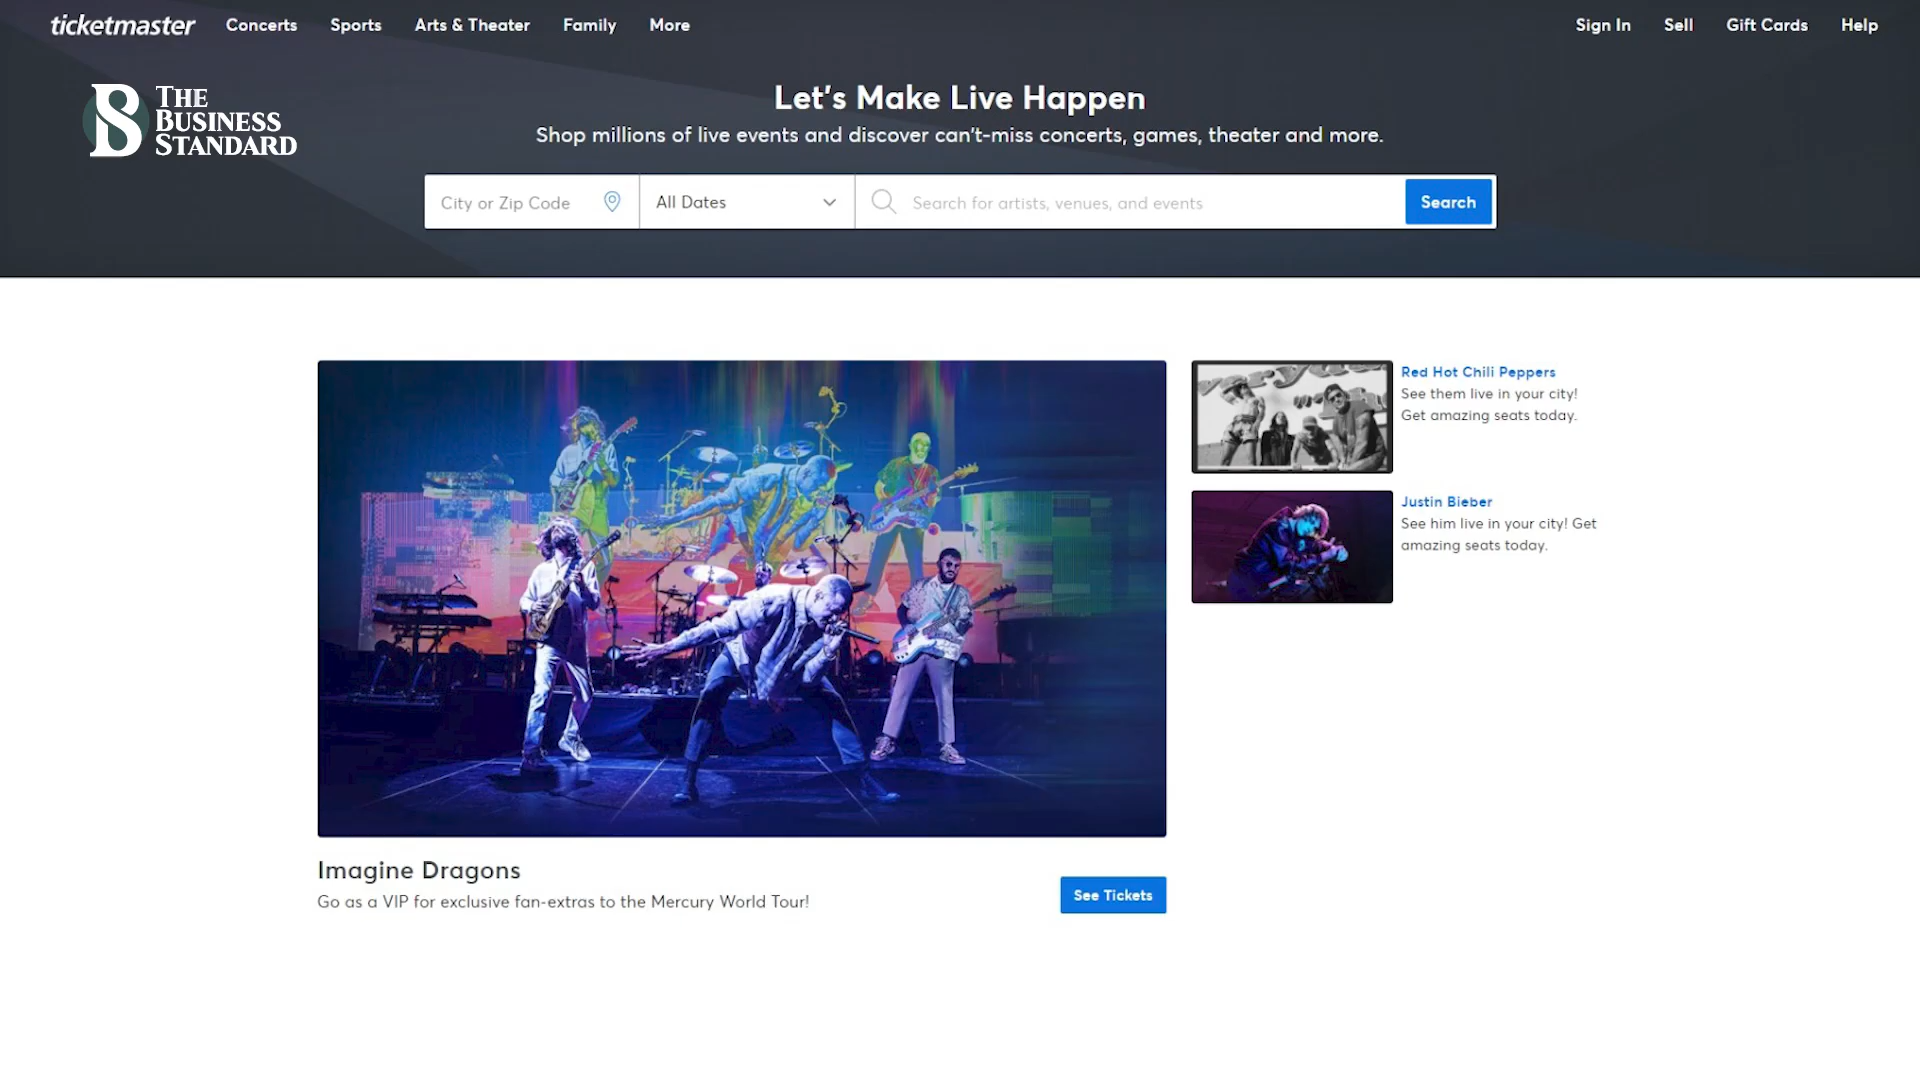 ticketmaster Concerts Sports Arts & Theater Family More Sign In Sell Gift Cards Help
THE
BUSINESS
STANDARD
Let's Make Live Happen
Shop millions of live events and discover can't-miss concerts, games, theater and more.
City or Zip Code All Dates Search for artists, venues, and events Search
Red Hot Chili Peppers
See them live in your city!
Get amazing seats today.
Justin Bieber
See him live in your city! Get
amazing seats today.
Imagine Dragons
Go as a VIP for exclusive fan-extras to the Mercury World Tour!
See Tickets